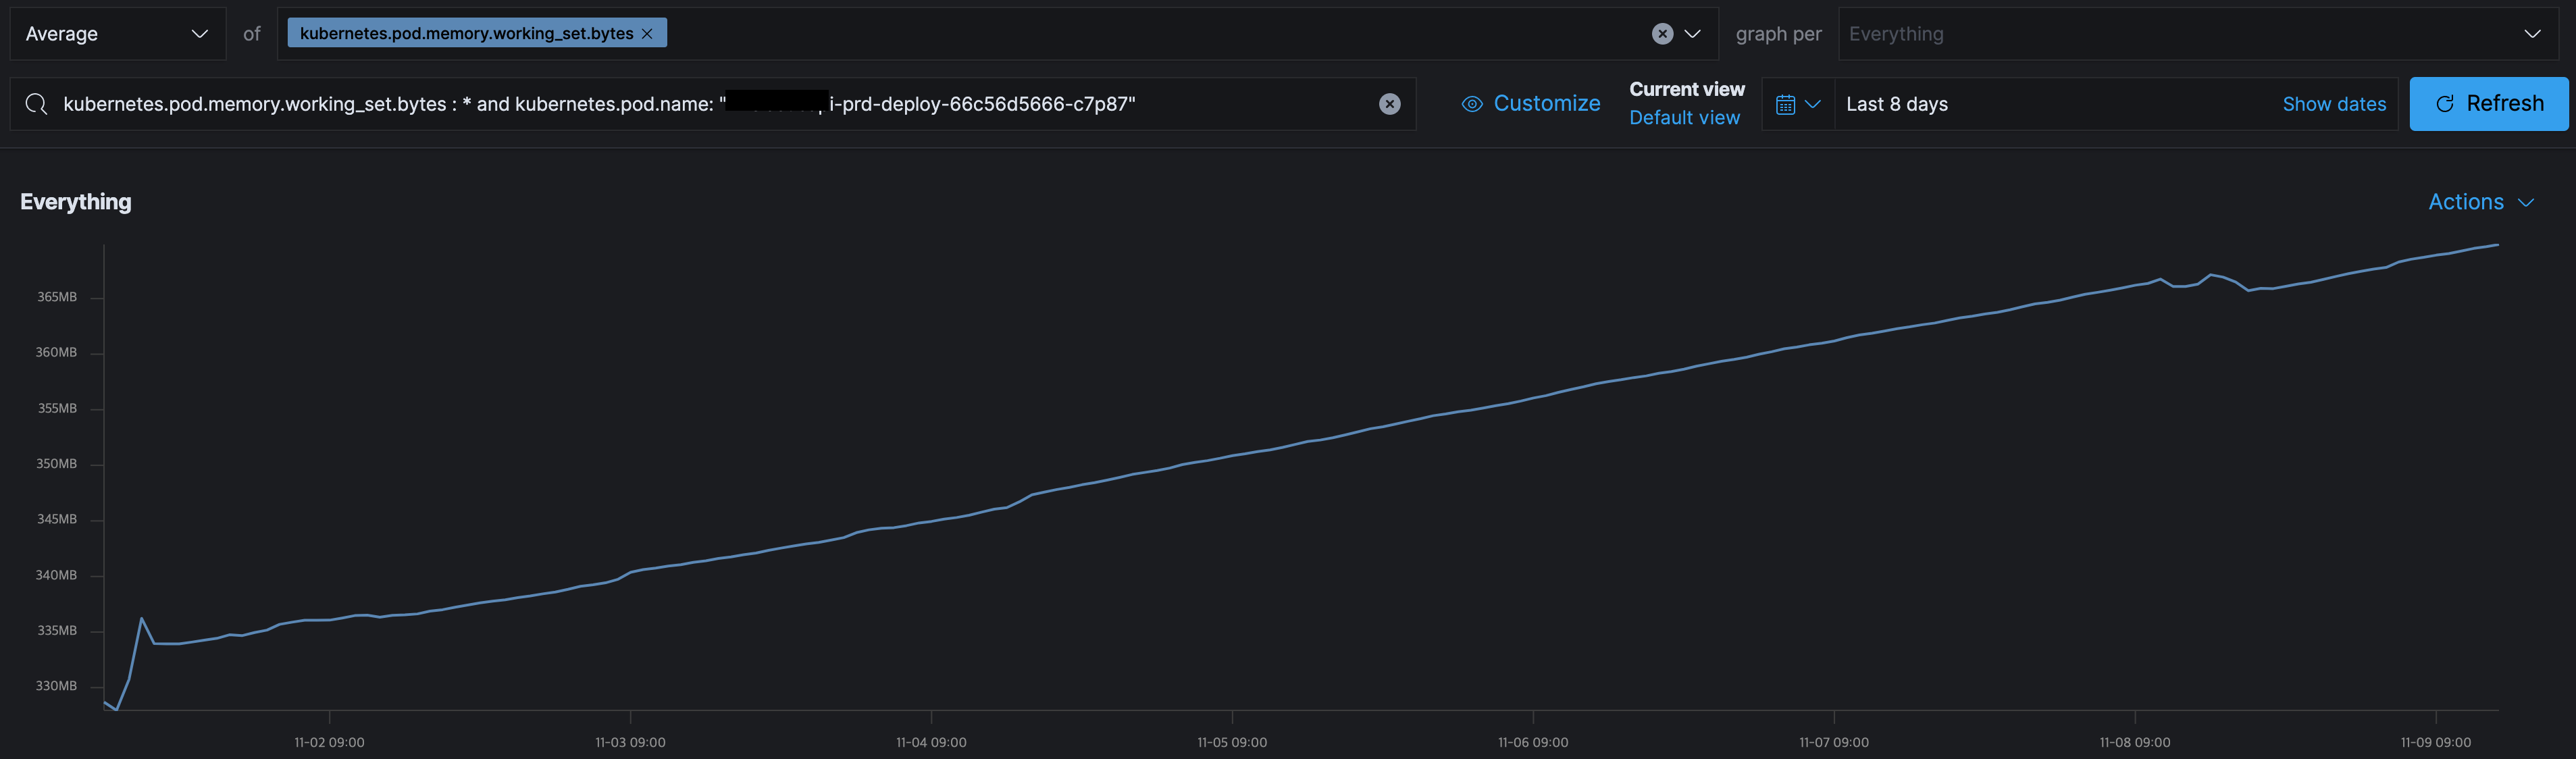 Average of kubernetes.pod.memory.working_set.bytes graph per Everything
kubernetes.pod.memory.working_set.bytes : * and kubernetes.pod.name: " i-prd-deploy-66c56d5666-c7p87"
Customize
Current view
Default view
Last 8 days
Show dates
Refresh
Everything
Actions
365MB
360MB
355MB
350MB
345MB
340MB
335MB
330MB
11-02 09:00 11-03 09:00 11-04 09:00 11-05 09:00 11-06 09:00 11-07 09:00 11-08 09:00 11-09 09:00